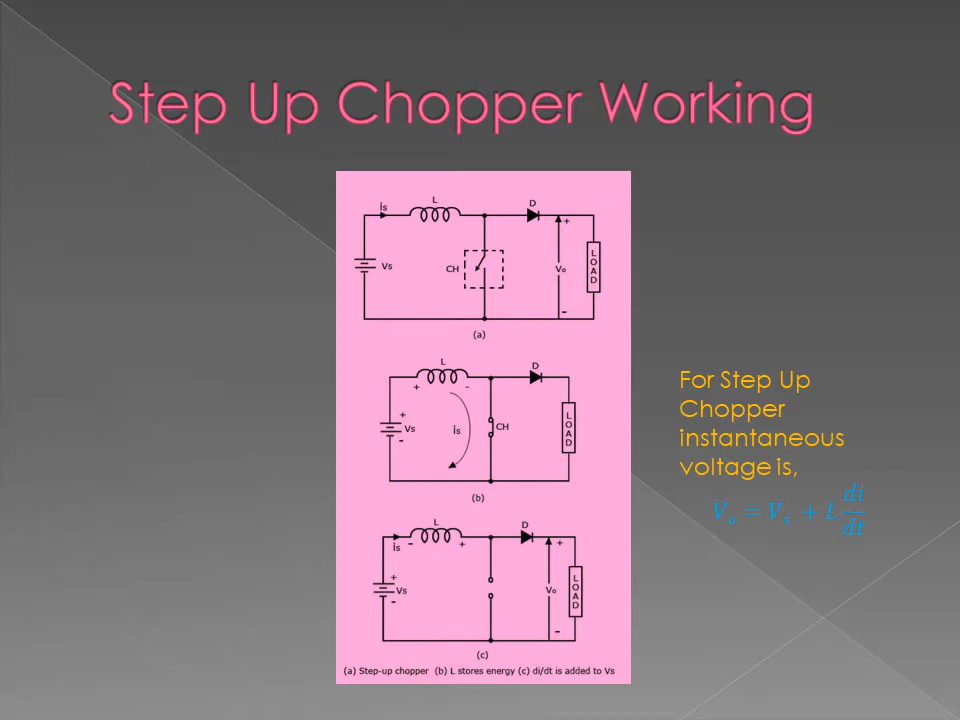 Step Up Chopper Working
is L D
+
Vs CH Vo LOAD
-
(a)
L D
+ -
+
Vs is CH LOAD
-
(b)
L D
is - + +
+
Vs Vo LOAD
-
-
(c)
(a) Step-up chopper (b) L stores energy (c) di/dt is added to Vs
For Step Up
Chopper
instantaneous
voltage is,
V₀ = Vₛ + L di/dt